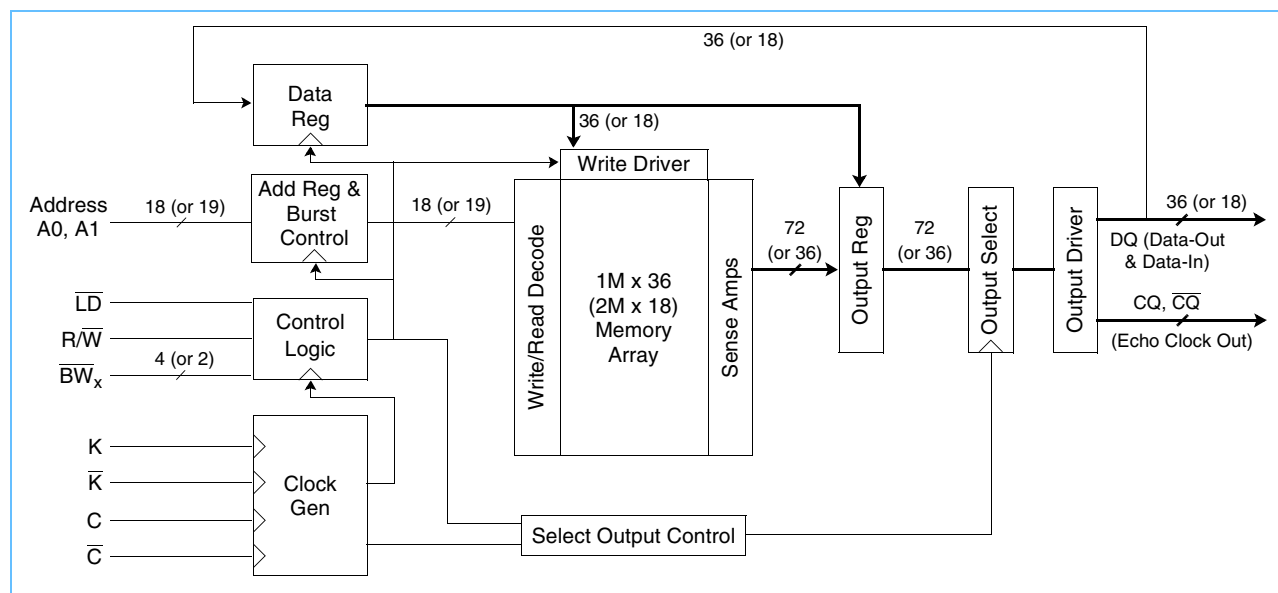 36 (or 18)
Data
Reg
36 (or 18)
Write Driver
Address
A0, A1
18 (or 19)
Add Reg &
Burst
Control
18 (or 19)
Write/Read Decode
1M x 36
(2M x 18)
Memory
Array
Sense Amps
72
(or 36)
Output Reg
72
(or 36)
Output Select
Output Driver
36 (or 18)
DQ (Data-Out
& Data-In)
CQ, C̅Q̅
(Echo Clock Out)
L̅D̅
R/W̅
B̅W̅x
4 (or 2)
Control
Logic
K
K̅
C
C̅
Clock
Gen
Select Output Control